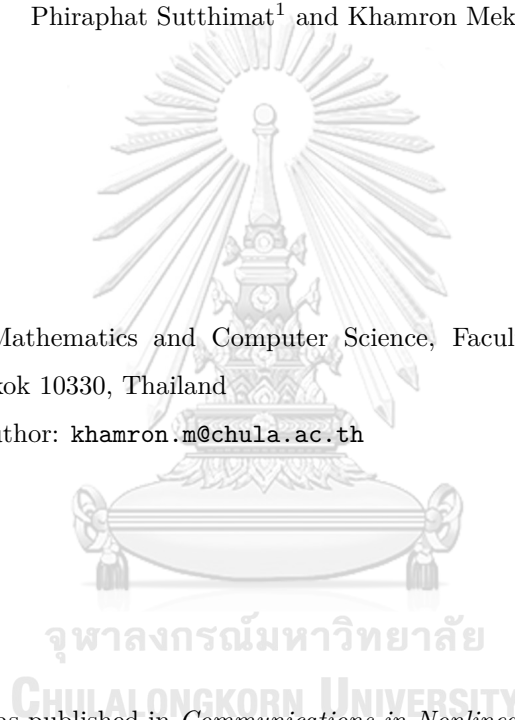 Phiraphat Sutthimat¹ and Khamron Mek
Mathematics and Computer Science, Facul
kok 10330, Thailand
uthor: khamron.m@chula.ac.th
จุฬาลงกรณ์มหาวิทยาลัย
CHULALONGKORN UNIVERSITY
as published in Communications in Nonlinea